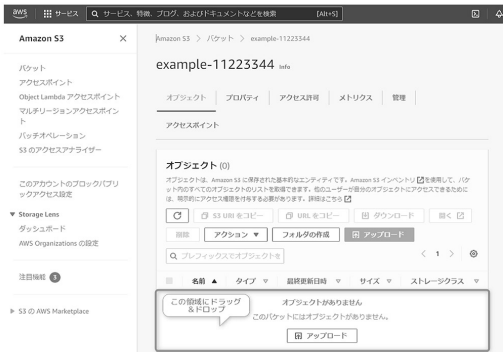 aws
サービス
サービス、特徴、ブログ、およびドキュメントなどを検索
[Alt+S]
Amazon S3
バケット
アクセスポイント
Object Lambda アクセスポイント
マルチリージョンアクセスポイン
ト
バッチオペレーション
S3 のアクセスアナライザー
このアカウントのブロックパブリ
ックアクセス設定
▼ Storage Lens
ダッシュボード
AWS Organizations の設定
注目機能 3
▶ S3 の AWS Marketplace
Amazon S3 > バケット > example-11223344
example-11223344 Info
オブジェクト プロパティ アクセス許可 メトリクス 管理
アクセスポイント
オブジェクト (0)
オブジェクトは、Amazon S3 に保存された基本的なエンティティです。Amazon S3 インベントリ を使用して、バケ
ット内のすべてのオブジェクトのリストを取得できます。他のユーザーが自分のオブジェクトにアクセスできるために
は、明示的にアクセス権限を付与する必要があります。詳細はこちら
S3 URI をコピー URL をコピー ダウンロード 開く
削除 アクション ▼ フォルダの作成 アップロード
プレフィックスでオブジェクトを
< 1 >
名前 ▲ タイプ ▽ 最終更新日時 ▽ サイズ ▽ ストレージクラス ▽
この領域にドラッグ
&ドロップ
オブジェクトがありません
このバケットにはオブジェクトがありません。
アップロード